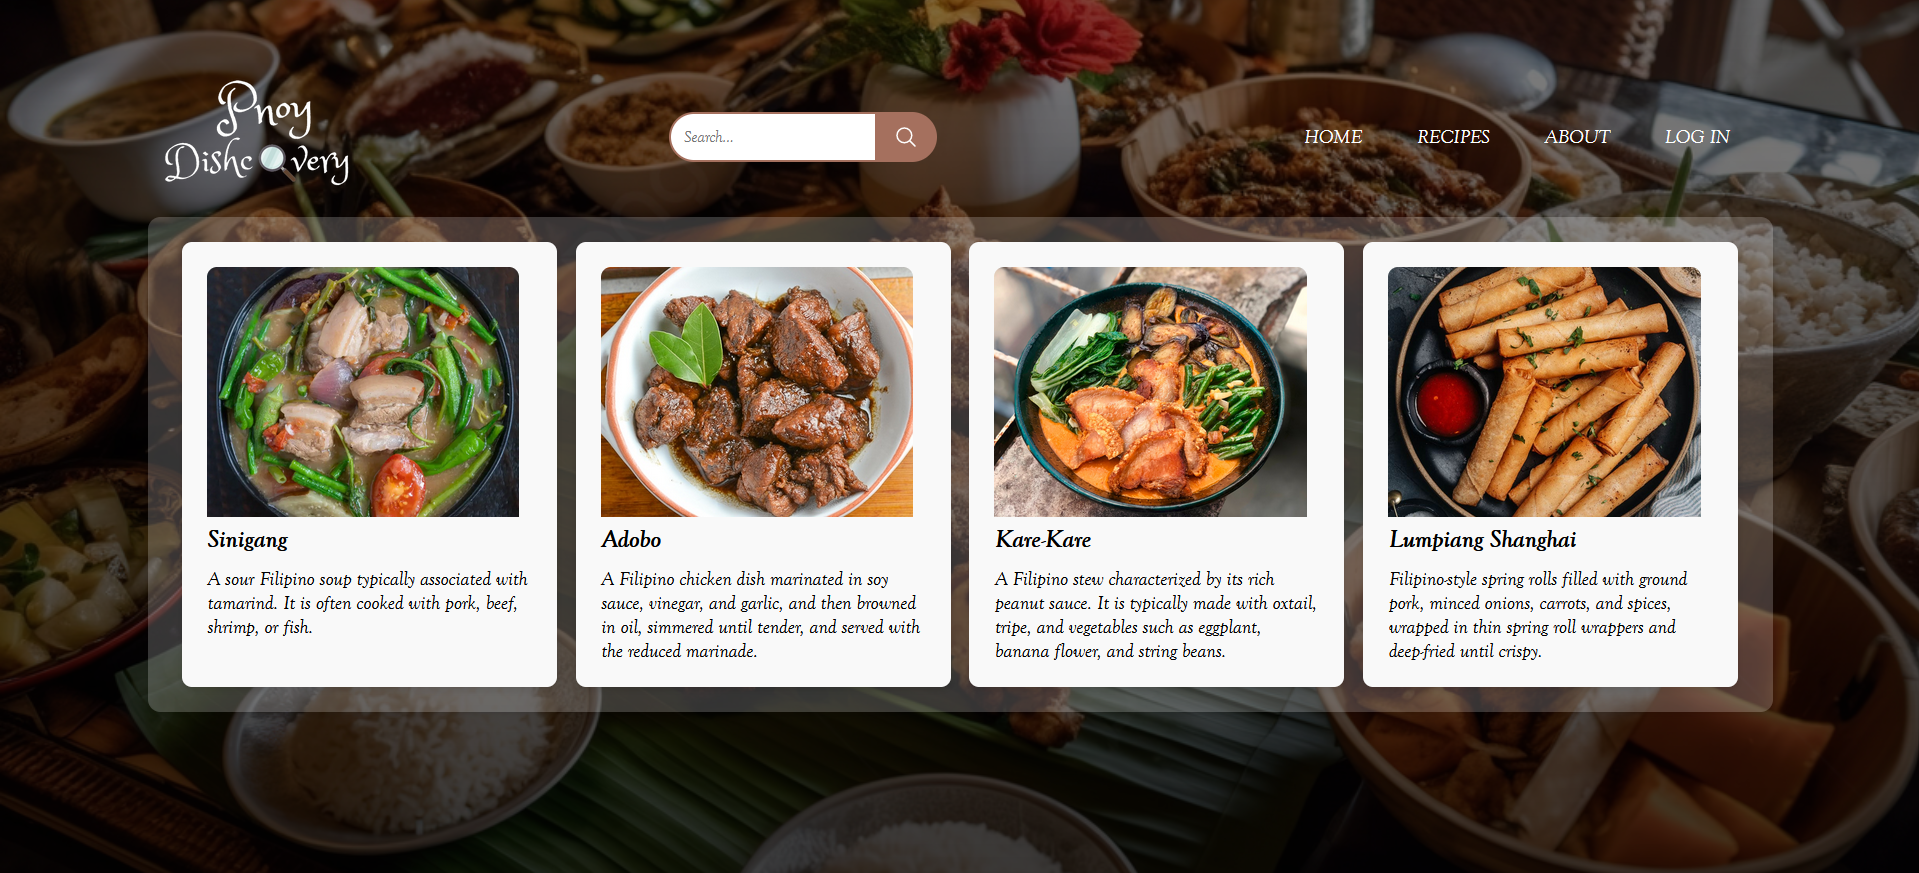 Pnoy
Dishcovery
Search...
HOME RECIPES ABOUT LOG IN
Sinigang
A sour Filipino soup typically associated with
tamarind. It is often cooked with pork, beef,
shrimp, or fish.
Adobo
A Filipino chicken dish marinated in soy
sauce, vinegar, and garlic, and then browned
in oil, simmered until tender, and served with
the reduced marinade.
Kare-Kare
A Filipino stew characterized by its rich
peanut sauce. It is typically made with oxtail,
tripe, and vegetables such as eggplant,
banana flower, and string beans.
Lumpiang Shanghai
Filipino-style spring rolls filled with ground
pork, minced onions, carrots, and spices,
wrapped in thin spring roll wrappers and
deep-fried until crispy.